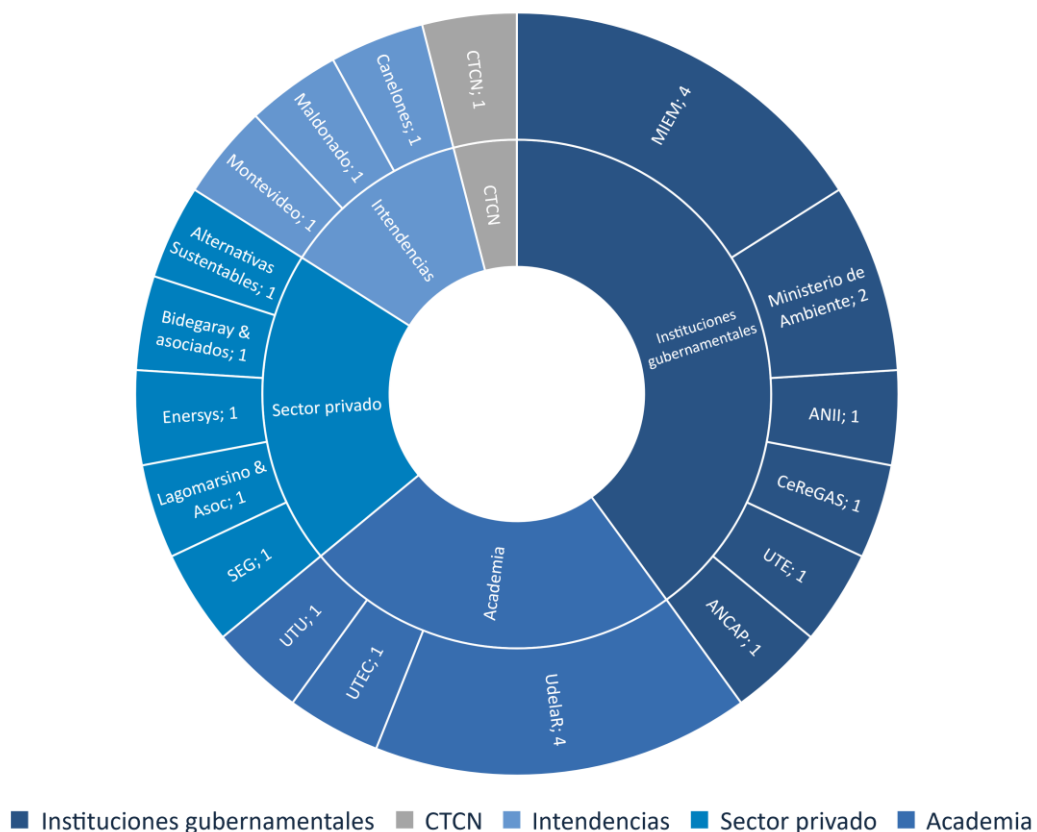 MIEM; 4
Ministerio de
Ambiente; 2
ANII; 1
CeReGAS; 1
UTE; 1
ANCAP; 1
UdelaR; 4
UTEC; 1
UTU; 1
SEG; 1
Lagomarsino &
Asoc; 1
Enersys; 1
Bidegaray &
asociados; 1
Alternativas
Sustentables; 1
Montevideo; 1
Maldonado; 1
Canelones; 1
CTCN; 1
Instituciones
gubernamentales
Academia
Sector privado
Intendencias
CTCN
Instituciones gubernamentales
CTCN
Intendencias
Sector privado
Academia